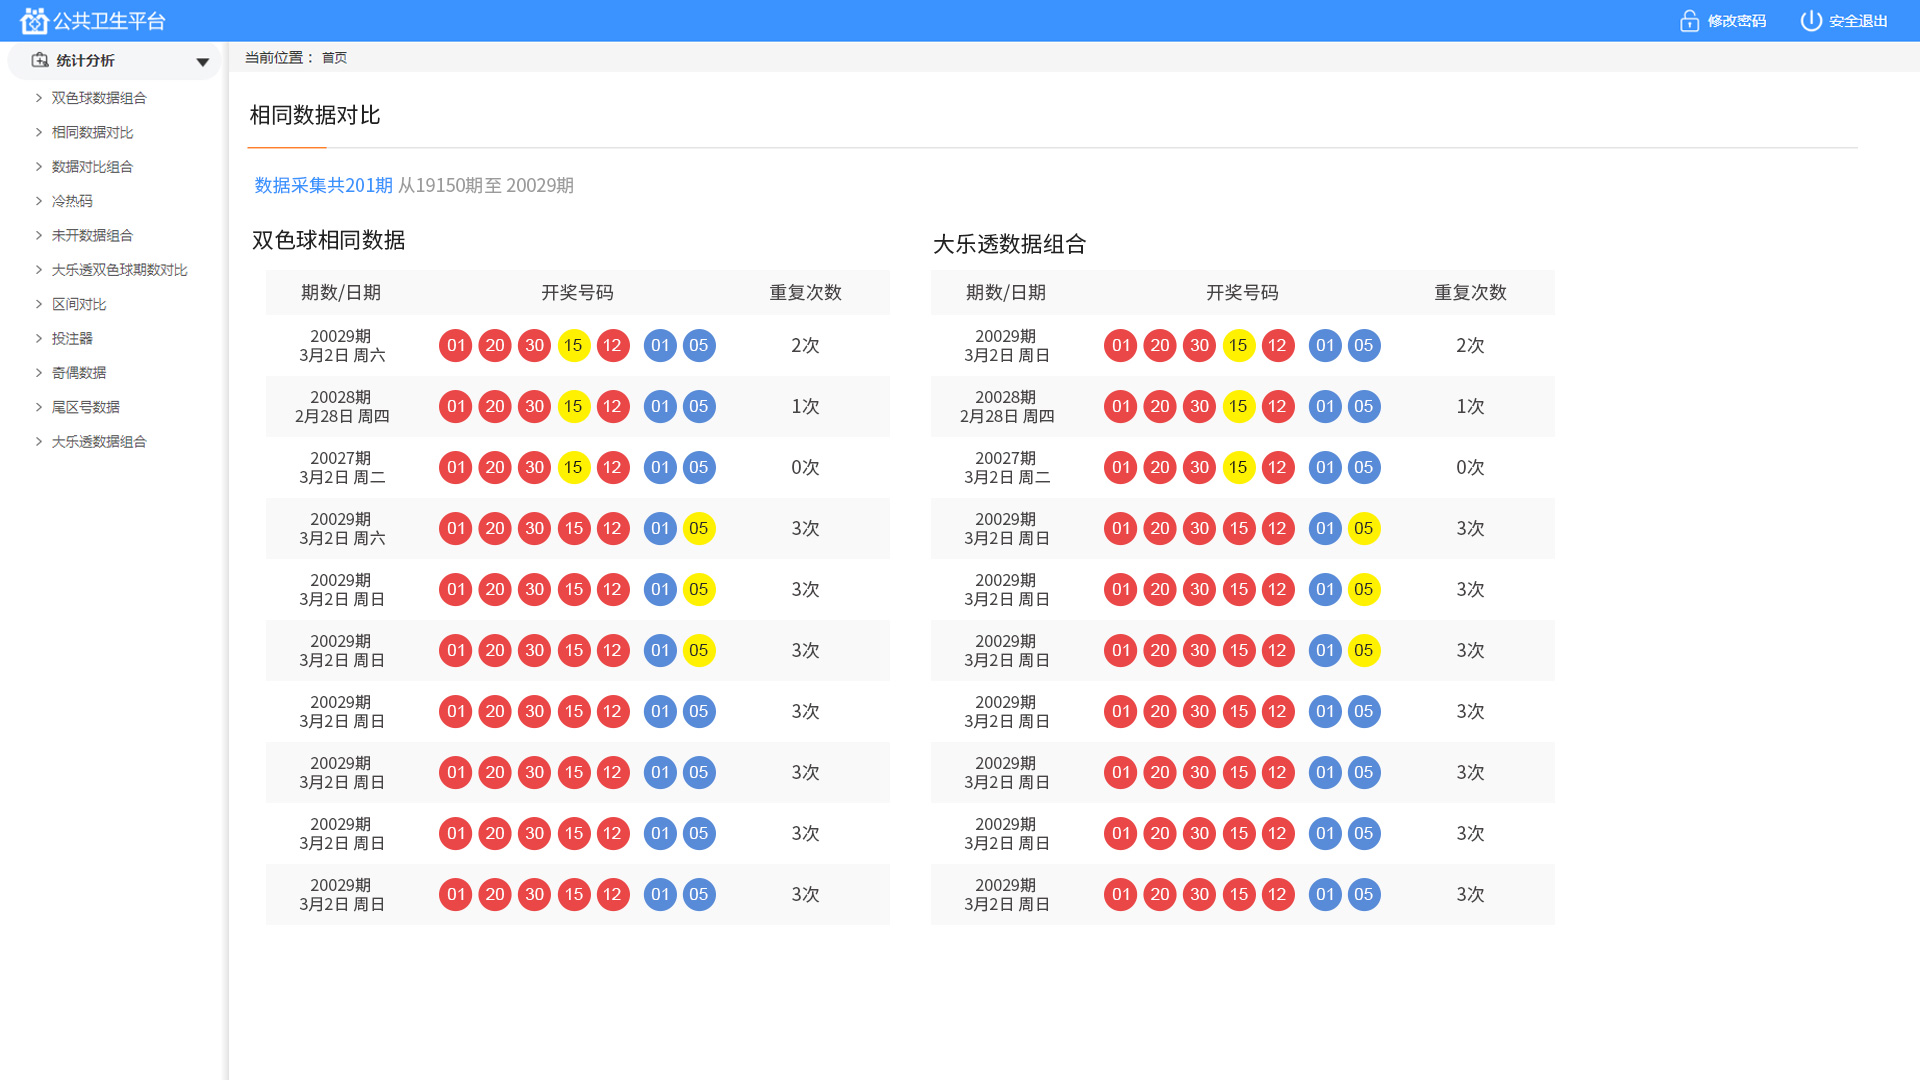 公共卫生平台
修改密码
安全退出
统计分析
双色球数据组合
相同数据对比
数据对比组合
冷热码
未开数据组合
大乐透双色球期数对比
区间对比
投注器
奇偶数据
尾区号数据
大乐透数据组合
当前位置： 首页
相同数据对比
数据采集共201期 从19150期至 20029期
双色球相同数据
期数/日期 开奖号码 重复次数
20029期
3月2日 周六
01 20 30 15 12 01 05 2次
20028期
2月28日 周四
01 20 30 15 12 01 05 1次
20027期
3月2日 周二
01 20 30 15 12 01 05 0次
20029期
3月2日 周六
01 20 30 15 12 01 05 3次
20029期
3月2日 周日
01 20 30 15 12 01 05 3次
20029期
3月2日 周日
01 20 30 15 12 01 05 3次
20029期
3月2日 周日
01 20 30 15 12 01 05 3次
20029期
3月2日 周日
01 20 30 15 12 01 05 3次
20029期
3月2日 周日
01 20 30 15 12 01 05 3次
20029期
3月2日 周日
01 20 30 15 12 01 05 3次
大乐透数据组合
期数/日期 开奖号码 重复次数
20029期
3月2日 周日
01 20 30 15 12 01 05 2次
20028期
2月28日 周四
01 20 30 15 12 01 05 1次
20027期
3月2日 周二
01 20 30 15 12 01 05 0次
20029期
3月2日 周日
01 20 30 15 12 01 05 3次
20029期
3月2日 周日
01 20 30 15 12 01 05 3次
20029期
3月2日 周日
01 20 30 15 12 01 05 3次
20029期
3月2日 周日
01 20 30 15 12 01 05 3次
20029期
3月2日 周日
01 20 30 15 12 01 05 3次
20029期
3月2日 周日
01 20 30 15 12 01 05 3次
20029期
3月2日 周日
01 20 30 15 12 01 05 3次